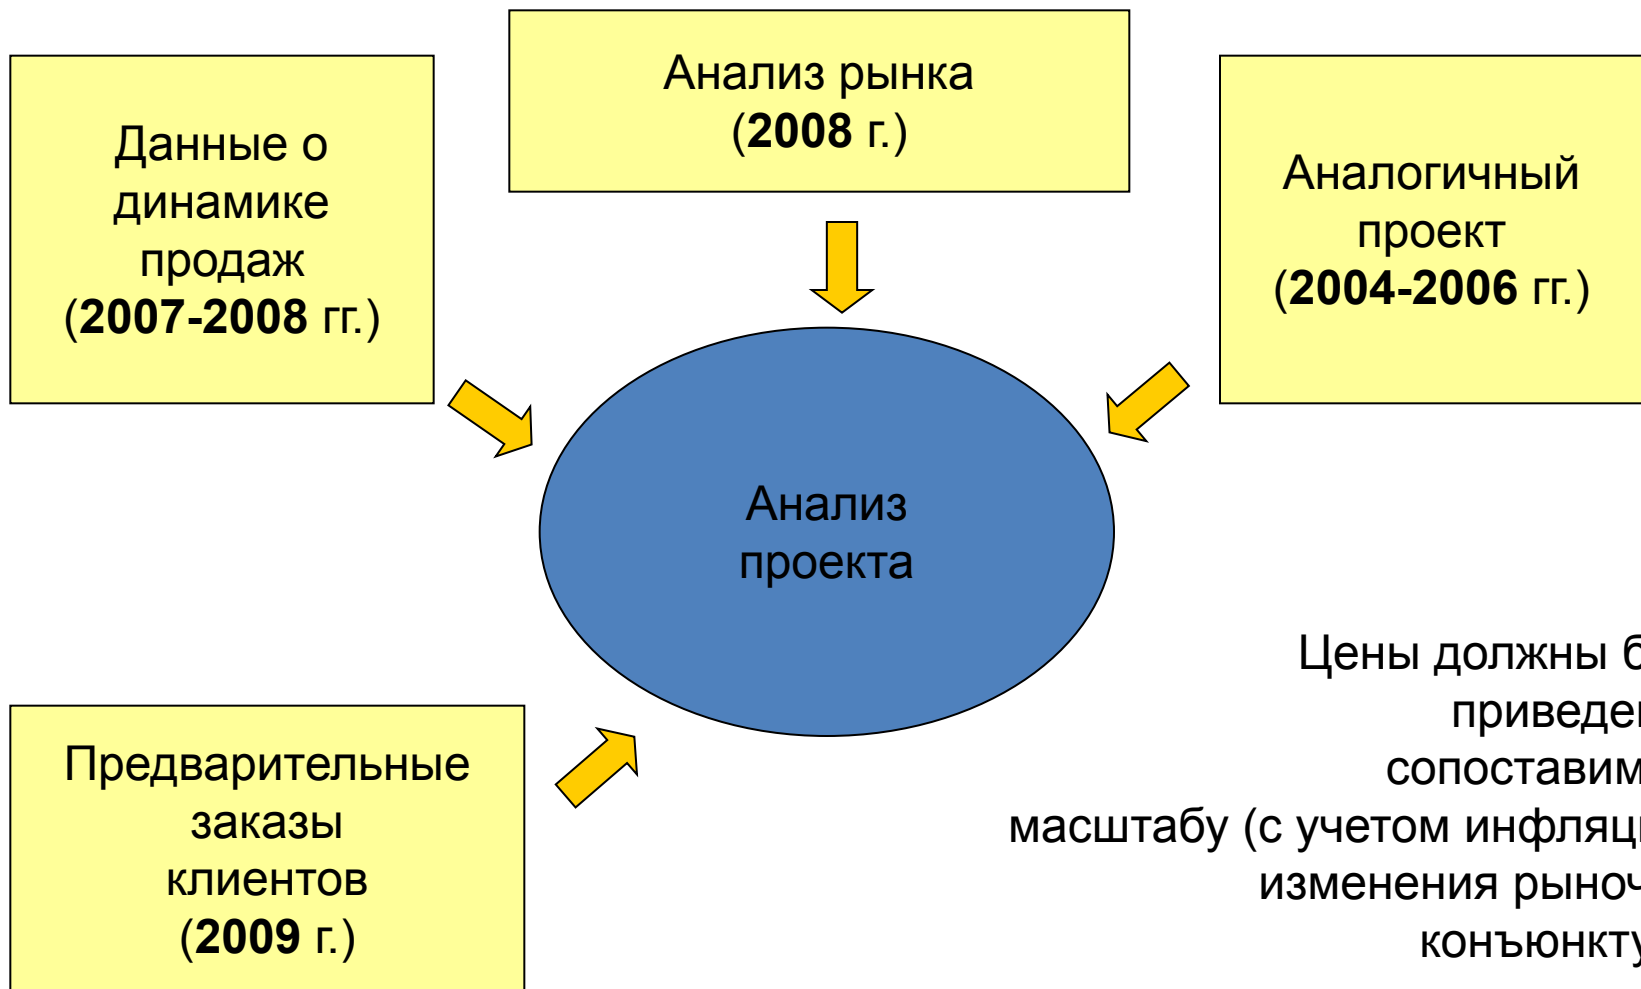 Анализ рынка
(2008 г.)
Данные о
динамике
продаж
(2007-2008 гг.)
Аналогичный
проект
(2004-2006 гг.)
Анализ
проекта
Предварительные
заказы
клиентов
(2009 г.)
Цены должны
масштабу (с учетом
изменения